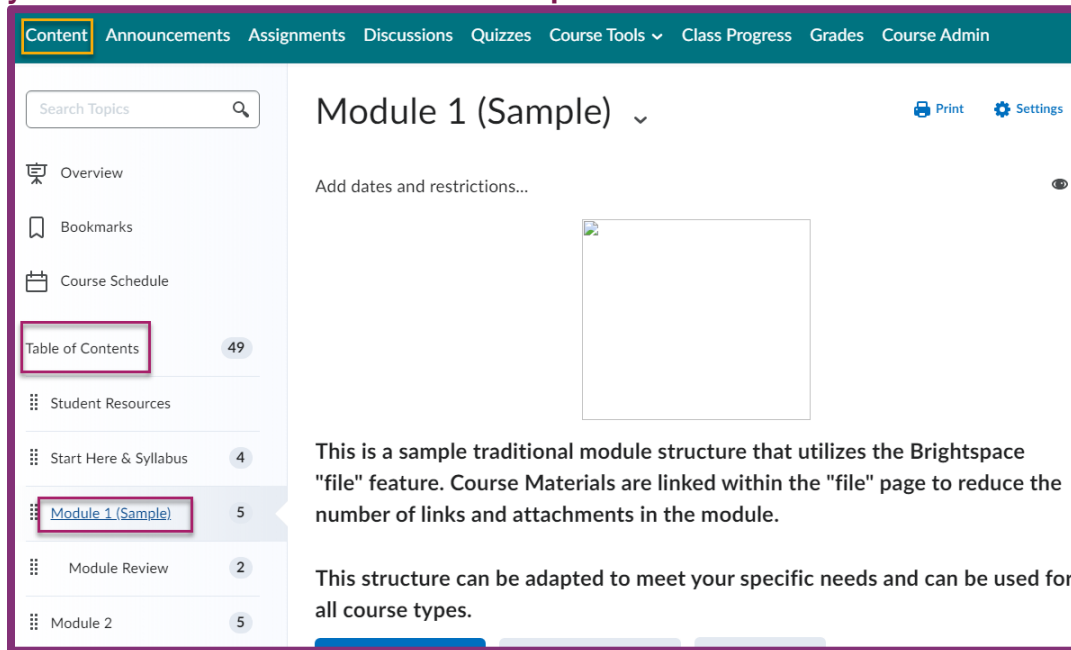 Content Announcements Assignments Discussions Quizzes Course Tools Class Progress Grades Course Admin
Search Topics
Overview
Bookmarks
Course Schedule
Table of Contents 49
Student Resources
Start Here & Syllabus 4
Module 1 (Sample) 5
Module Review 2
Module 2 5
Module 1 (Sample)
Print Settings
Add dates and restrictions...
This is a sample traditional module structure that utilizes the Brightspace
"file" feature. Course Materials are linked within the "file" page to reduce the
number of links and attachments in the module.
This structure can be adapted to meet your specific needs and can be used for
all course types.